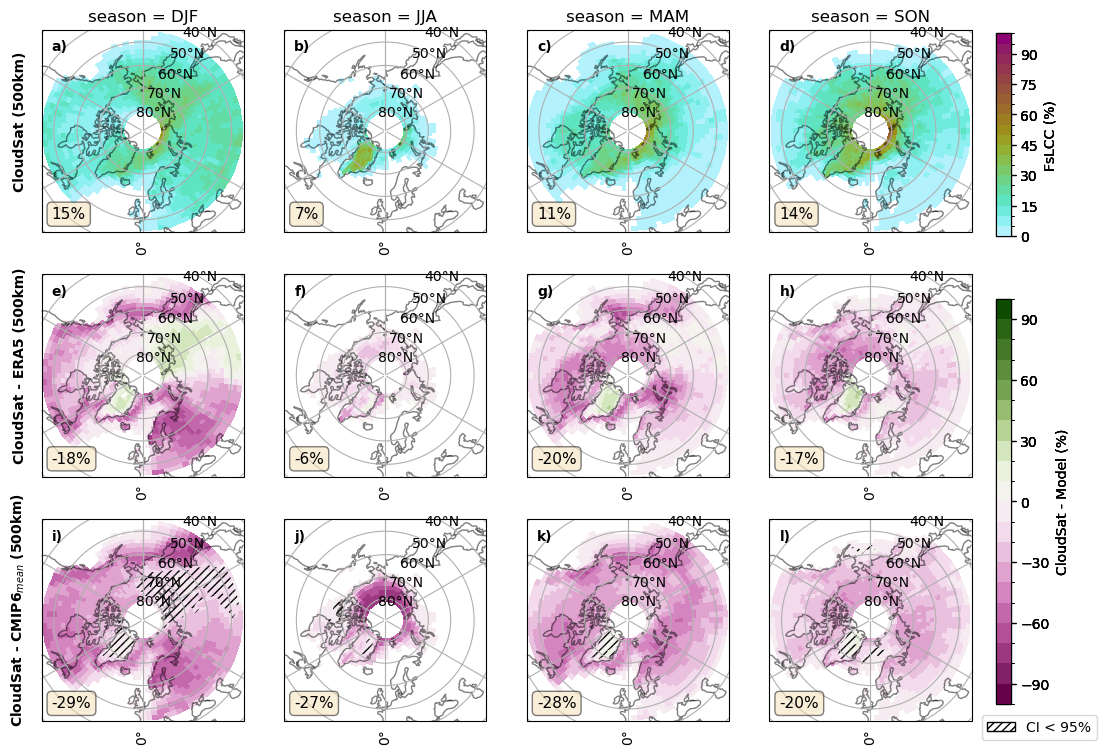 season = DJF
season = JJA
season = MAM
season = SON
CloudSat (500km)
a)
40°N
50°N
60°N
70°N
80°N
15%
0°
b)
40°N
50°N
60°N
70°N
80°N
7%
0°
c)
40°N
50°N
60°N
70°N
80°N
11%
0°
d)
40°N
50°N
60°N
70°N
80°N
14%
0°
90
75
60
45
30
15
0
FsLCC (%)
CloudSat - ERA5 (500km)
e)
40°N
50°N
60°N
70°N
80°N
-18%
0°
f)
40°N
50°N
60°N
70°N
80°N
-6%
0°
g)
40°N
50°N
60°N
70°N
80°N
-20%
0°
h)
40°N
50°N
60°N
70°N
80°N
-17%
0°
CloudSat - CMIP6mean (500km)
i)
40°N
50°N
60°N
70°N
80°N
-29%
0°
j)
40°N
50°N
60°N
70°N
80°N
-27%
0°
k)
40°N
50°N
60°N
70°N
80°N
-28%
0°
l)
40°N
50°N
60°N
70°N
80°N
-20%
0°
90
60
30
0
−30
−60
−90
CloudSat - Model (%)
CI < 95%